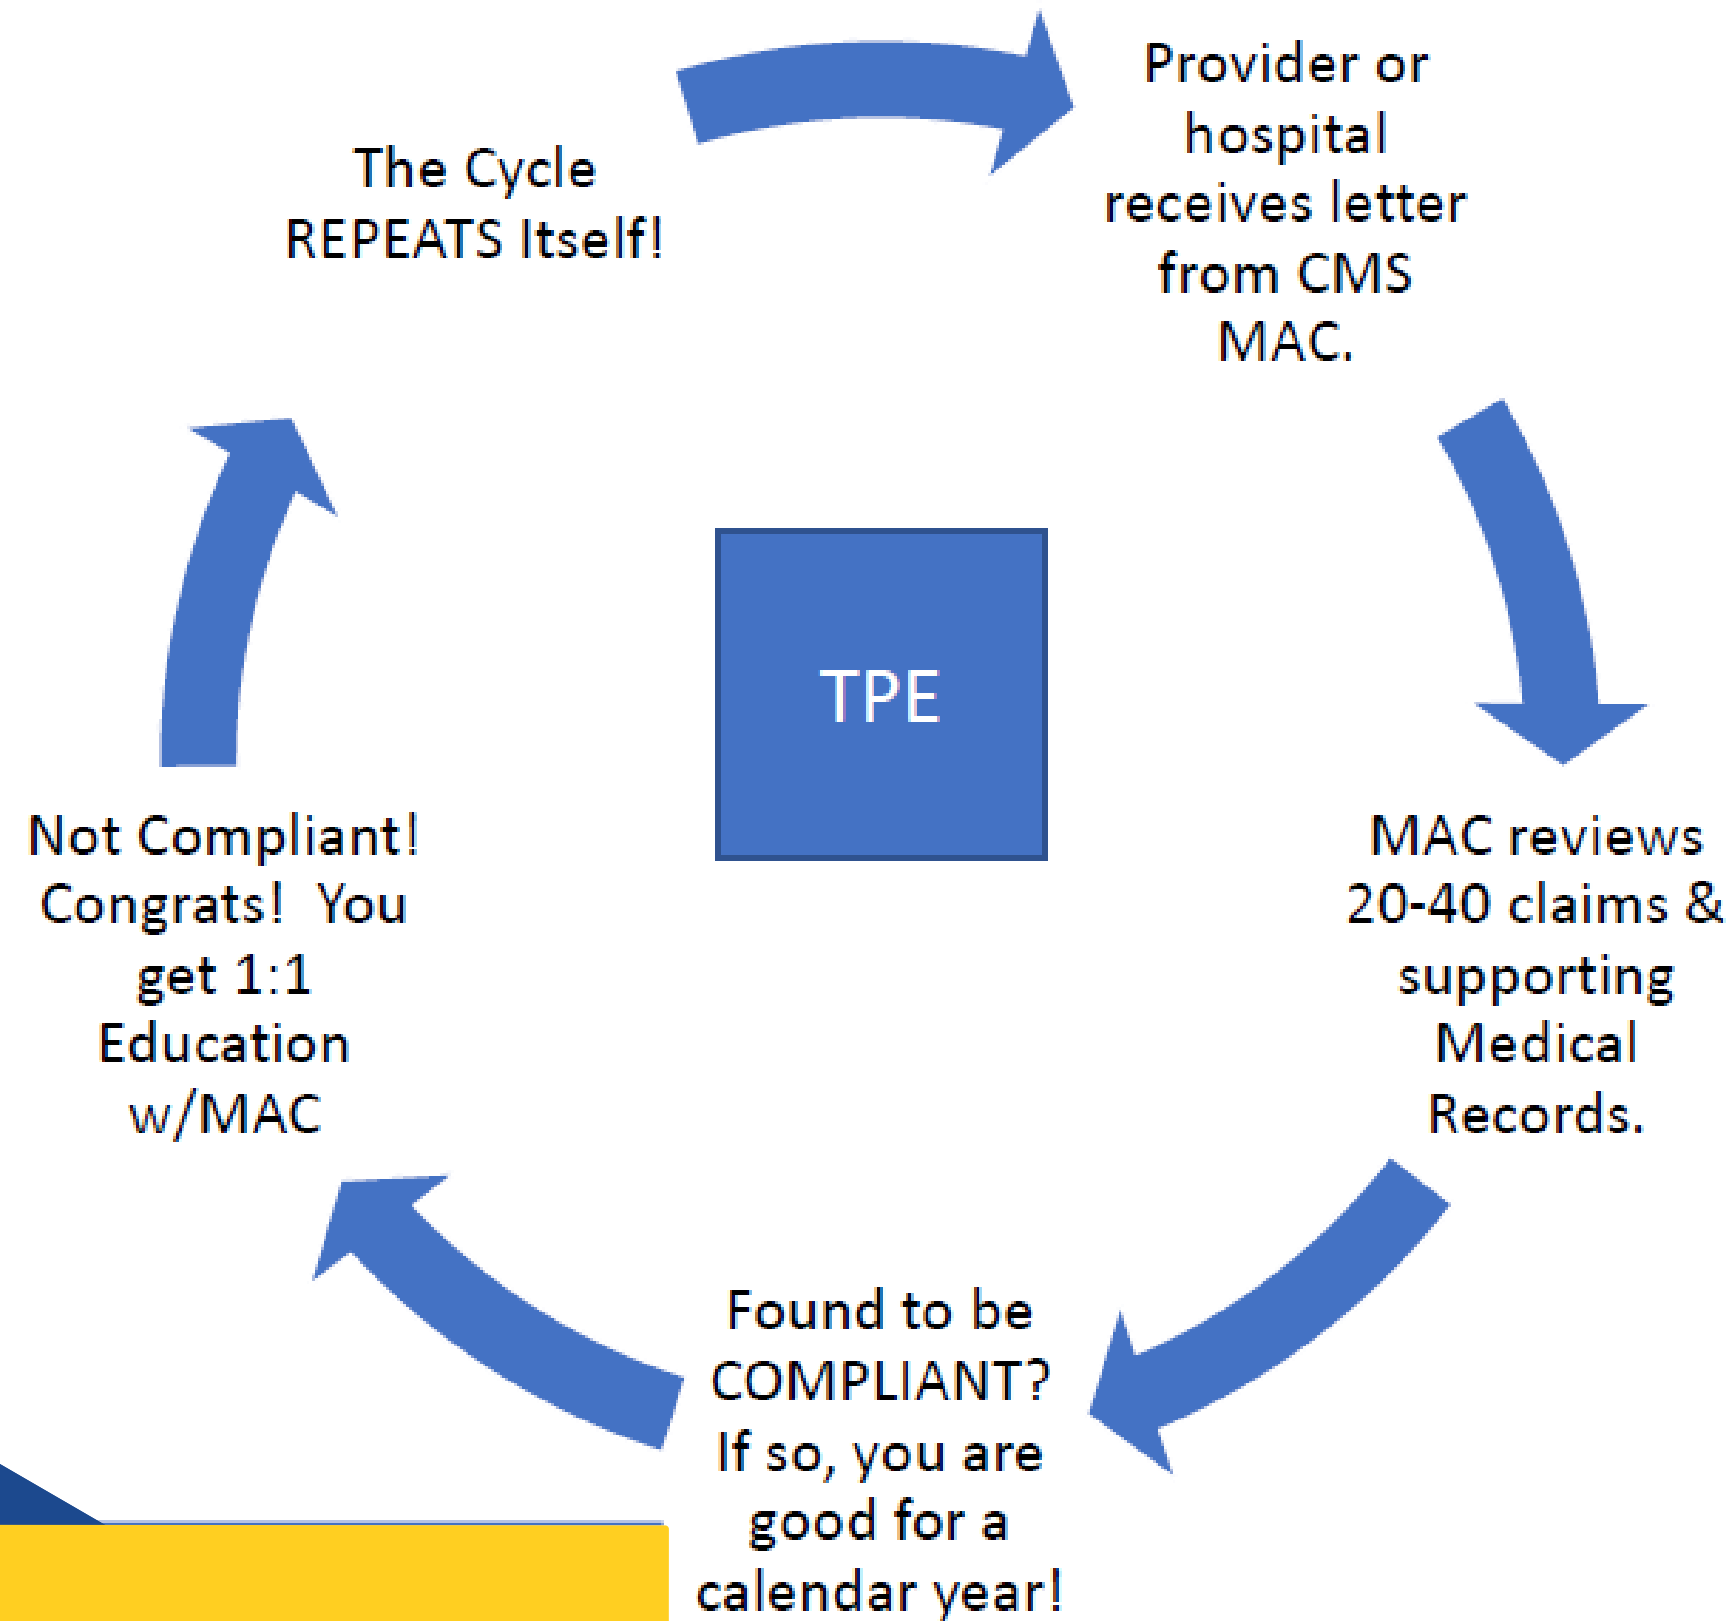 The Cycle
REPEATS Itself!
Provider or
hospital
receives letter
from CMS
MAC.
MAC reviews
20-40 claims &
supporting
Medical
Records.
Found to be
COMPLIANT?
If so, you are
good for a
calendar year!
Not Compliant!
Congrats!  You
get 1:1
Education
w/MAC
TPE